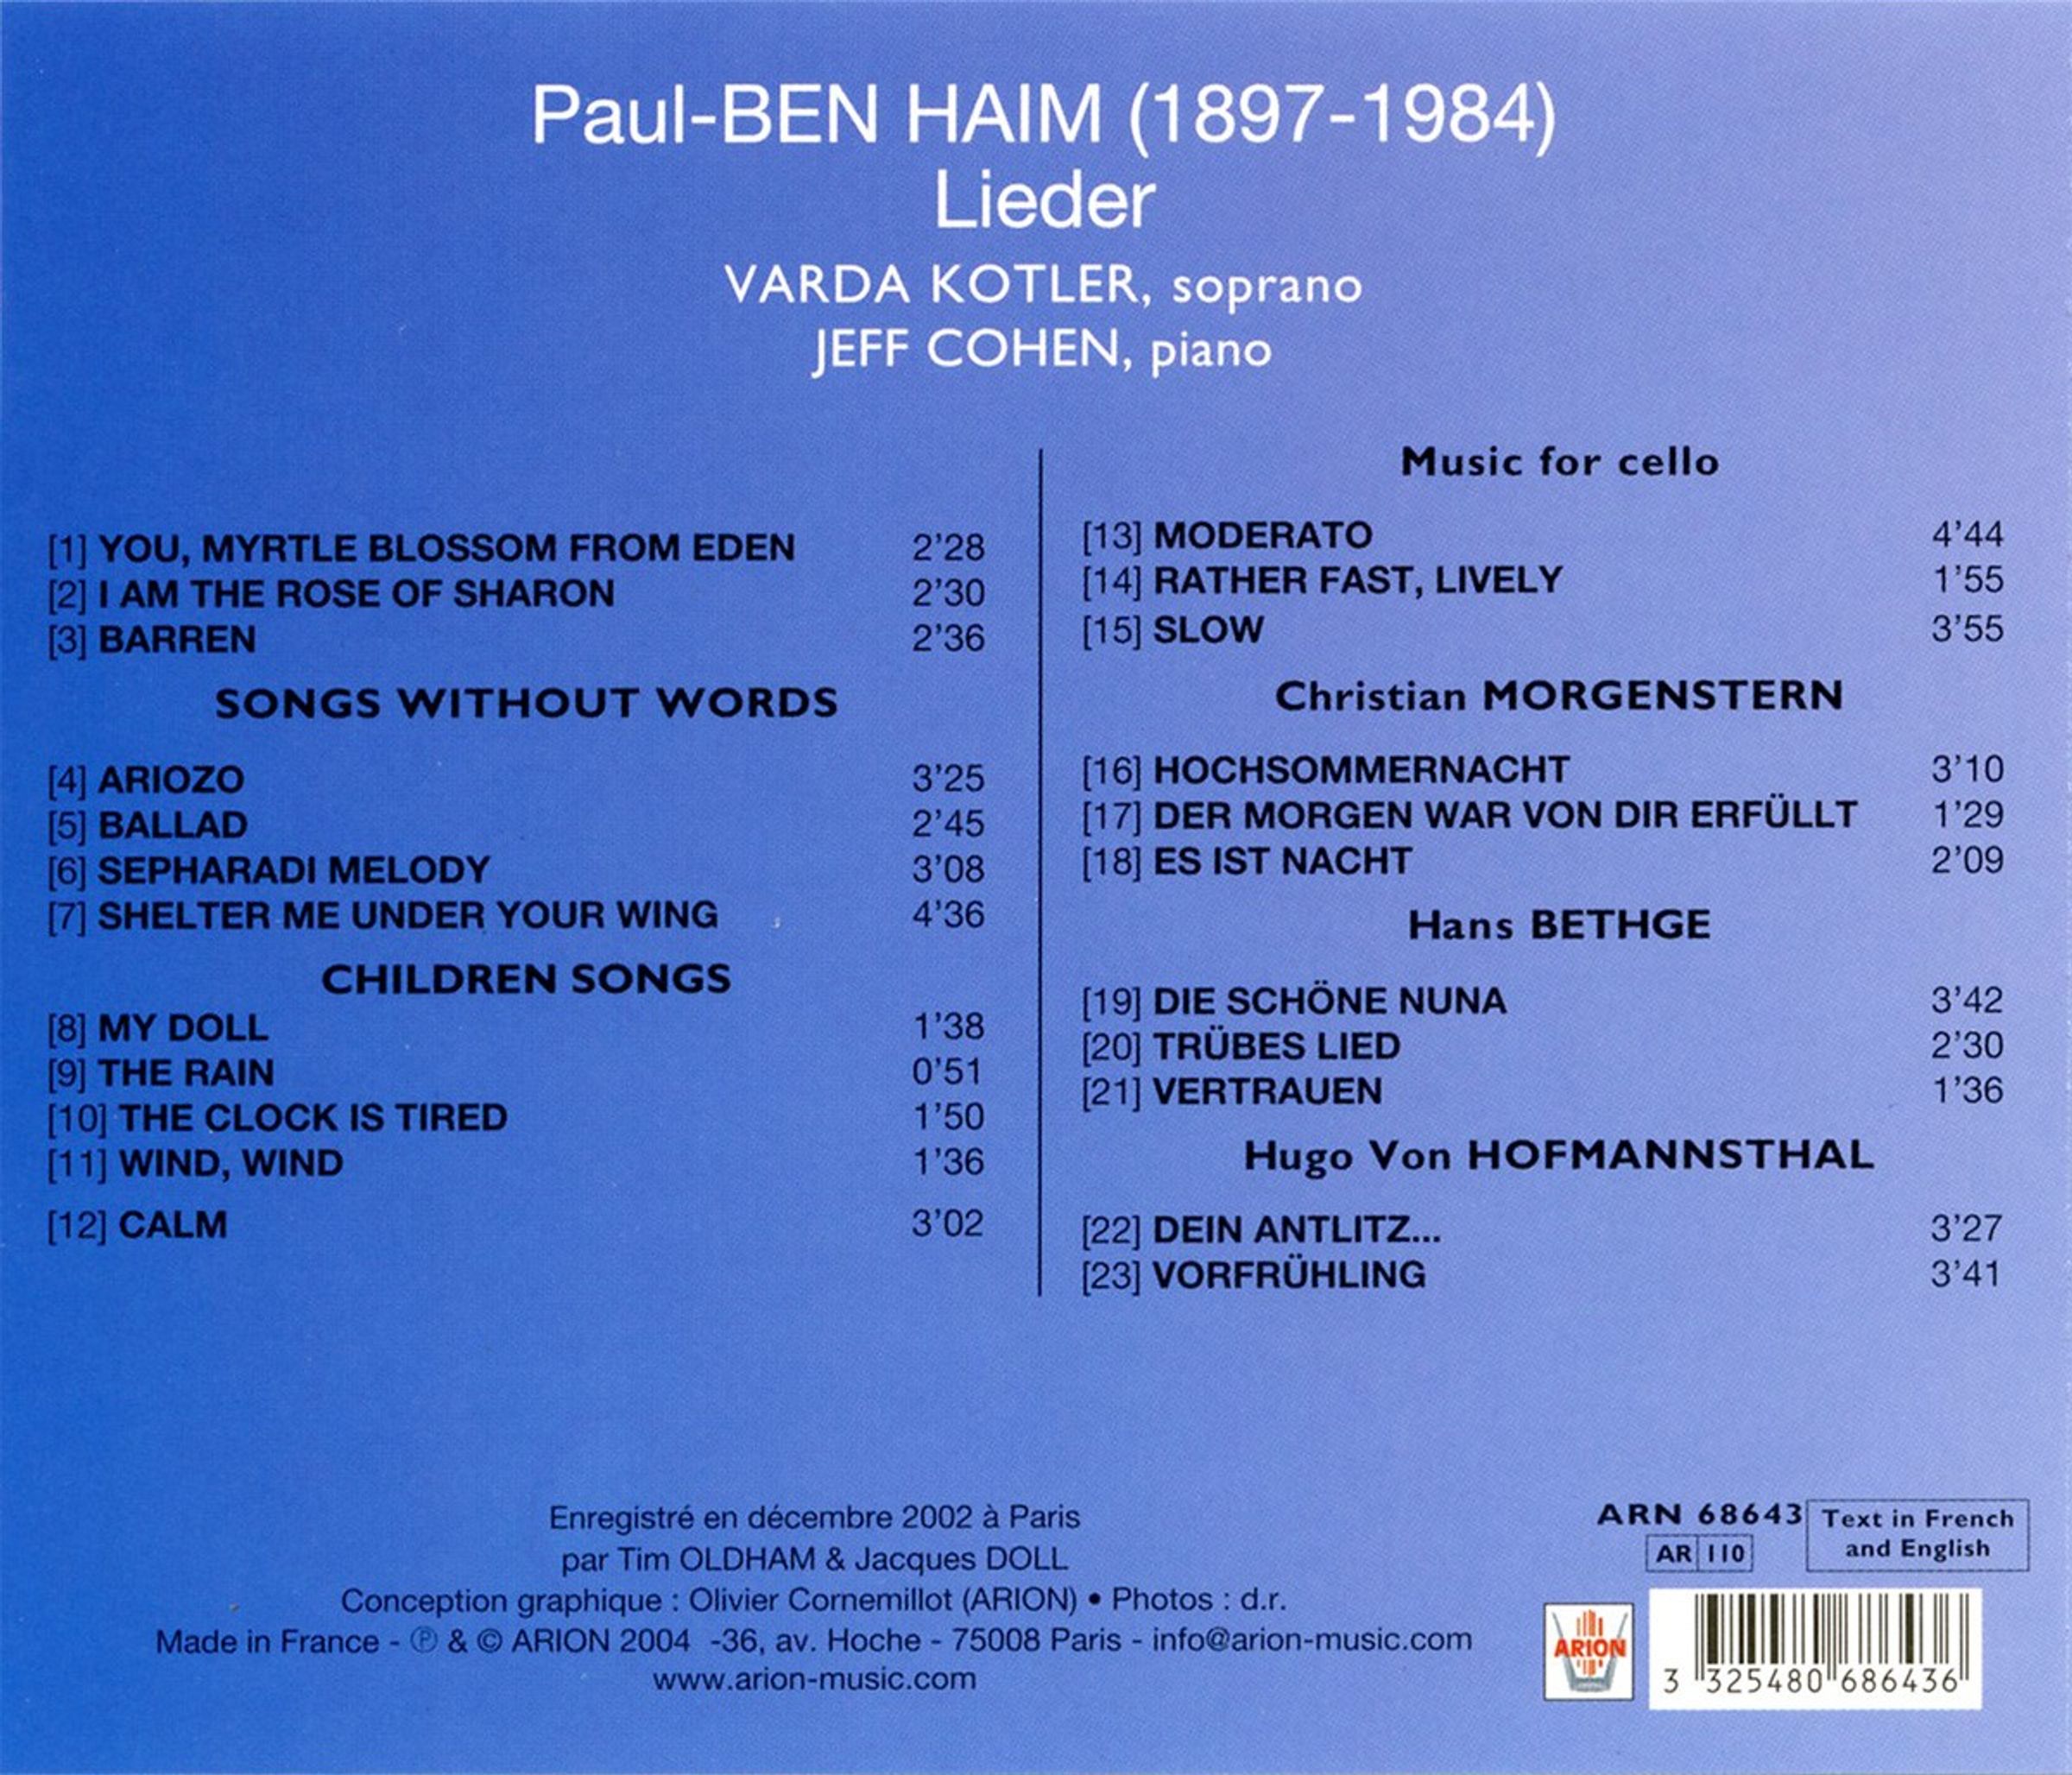 Paul-BEN HAIM (1897-1984)
Lieder
VARDA KOTLER, soprano
JEFF COHEN, piano
[1] YOU, MYRTLE BLOSSOM FROM EDEN 2'28
[2] I AM THE ROSE OF SHARON 2'30
[3] BARREN 2'36
SONGS WITHOUT WORDS
[4] ARIOZO 3'25
[5] BALLAD 2'45
[6] SEPHARADI MELODY 3'08
[7] SHELTER ME UNDER YOUR WING 4'36
CHILDREN SONGS
[8] MY DOLL 1'38
[9] THE RAIN 0'51
[10] THE CLOCK IS TIRED 1'50
[11] WIND, WIND 1'36
[12] CALM 3'02
Music for cello
[13] MODERATO 4'44
[14] RATHER FAST, LIVELY 1'55
[15] SLOW 3'55
Christian MORGENSTERN
[16] HOCHSOMMERNACHT 3'10
[17] DER MORGEN WAR VON DIR ERFÜLLT 1'29
[18] ES IST NACHT 2'09
Hans BETHGE
[19] DIE SCHÖNE NUNA 3'42
[20] TRÜBES LIED 2'30
[21] VERTRAUEN 1'36
Hugo Von HOFMANNSTHAL
[22] DEIN ANTLITZ... 3'27
[23] VORFRÜHLING 3'41
Enregistré en décembre 2002 à Paris
par Tim OLDHAM & Jacques DOLL
Conception graphique : Olivier Cornemillot (ARION) • Photos : d.r.
Made in France - ℗ & © ARION 2004 -36, av. Hoche - 75008 Paris - info@arion-music.com
www.arion-music.com
ARN 68643
AR 110
Text in French
and English
ARION
3 325480 686436